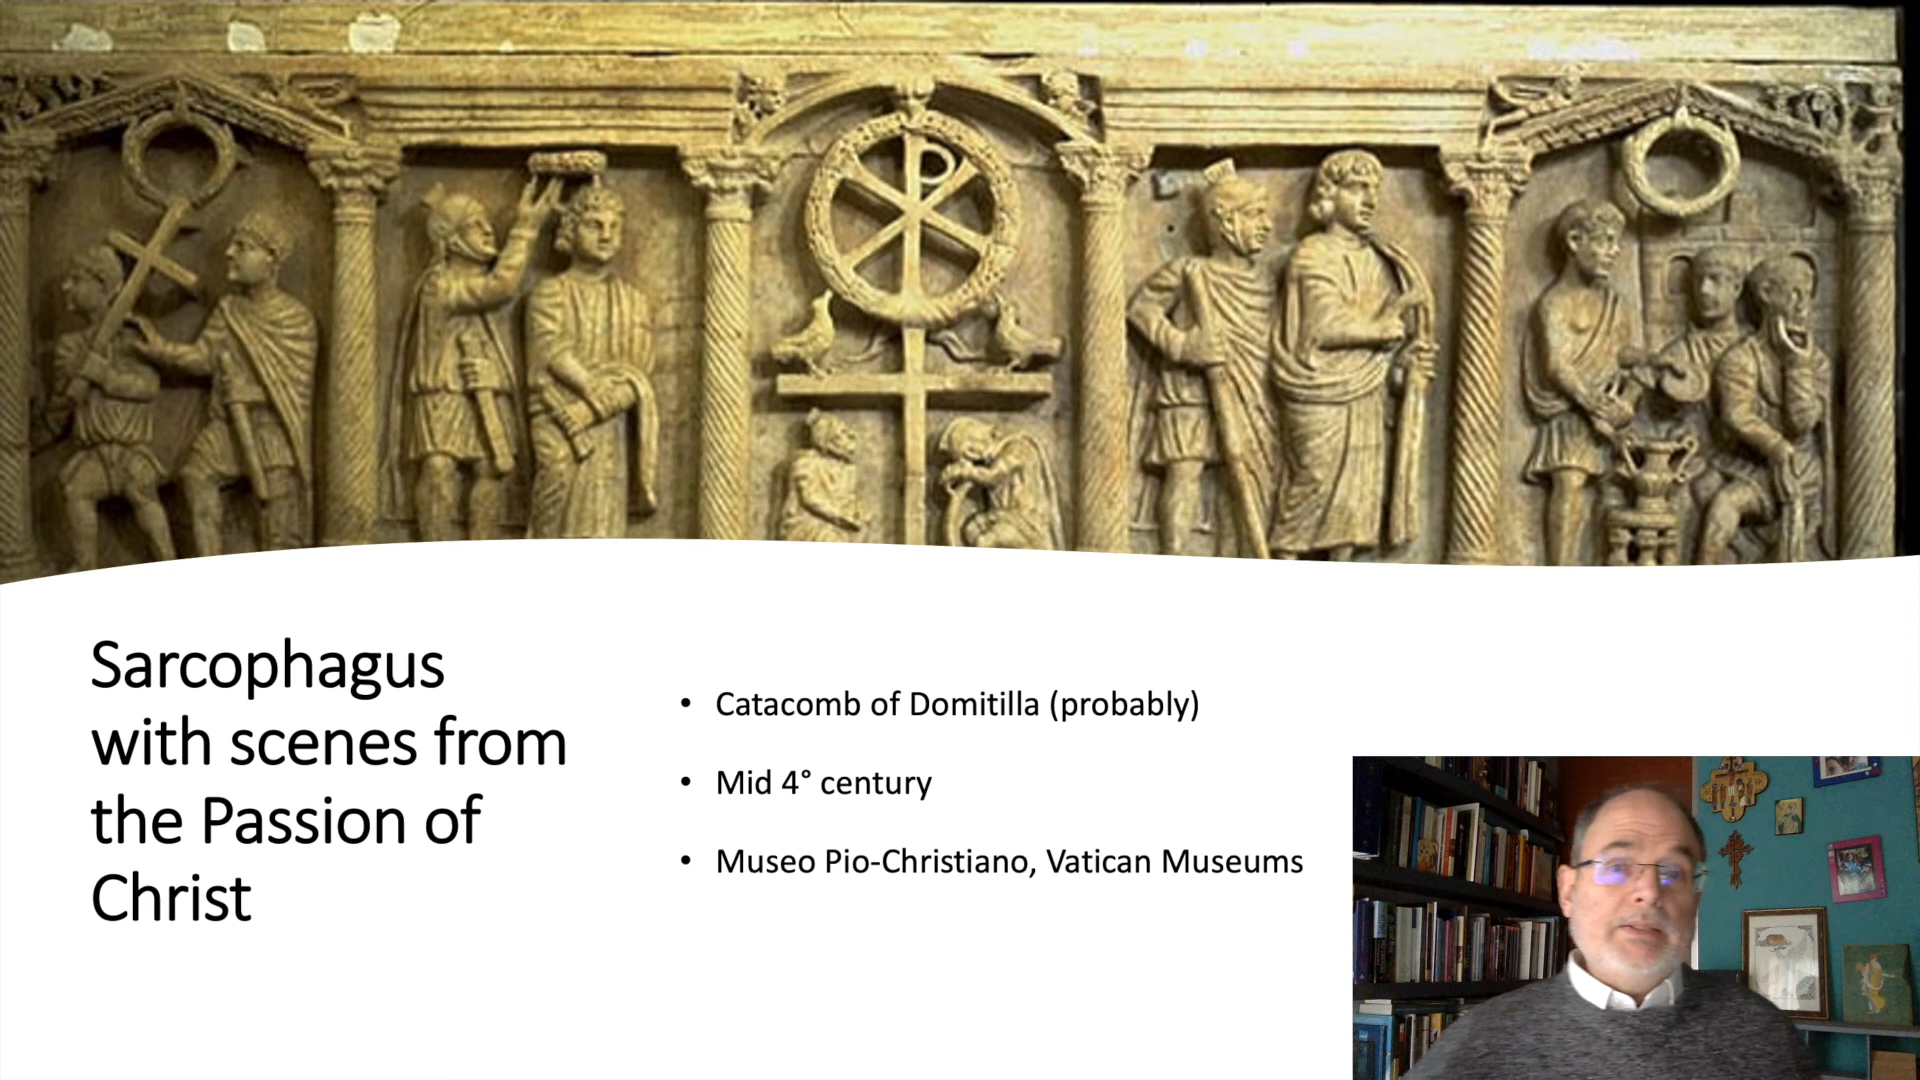 Sarcophagus
with scenes from
the Passion of
Christ
• Catacomb of Domitilla (probably)
• Mid 4° century
• Museo Pio-Christiano, Vatican Museums